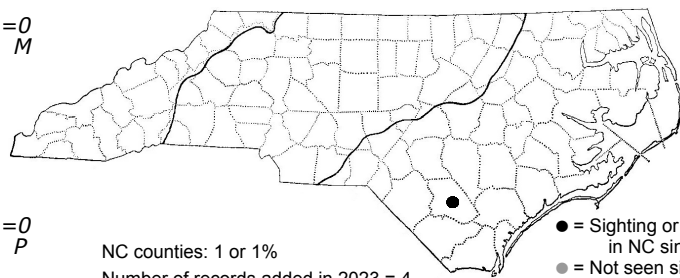 =0
M
=0
P
NC counties: 1 or 1%
Number of records added in 2023 = 4
● = Sighting or
in NC sin
● = Not seen si